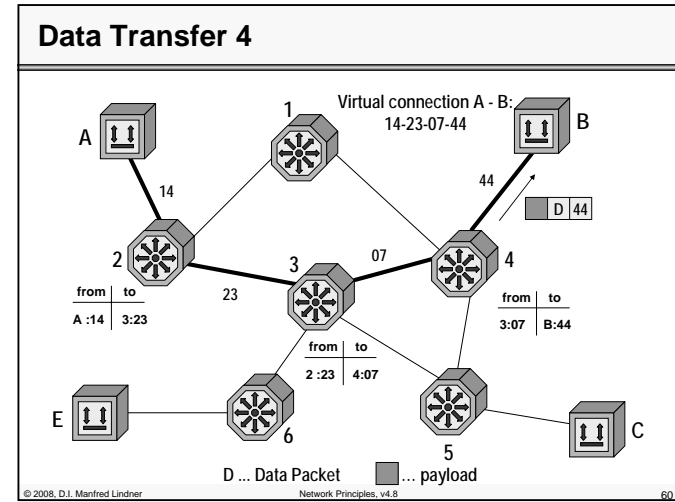 Data Transfer 4
Virtual connection A - B:
14-23-07-44
A
1
B
14
44
D 44
2
3
07
4
23
from to
A :14 3:23
from to
3:07 B:44
from to
2 :23 4:07
E
6
5
C
D ... Data Packet ... payload
© 2008, D.I. Manfred Lindner
Network Principles, v4.8
60